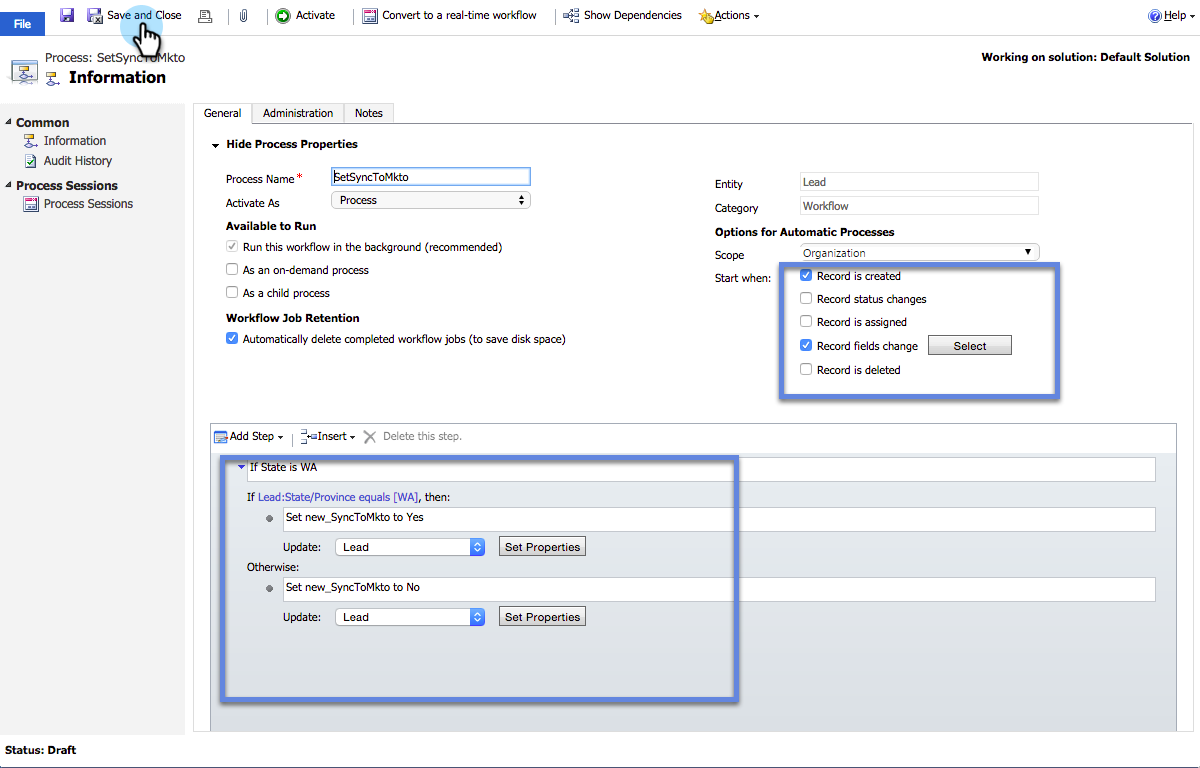 File
Save and Close
Activate
Convert to a real-time workflow
Show Dependencies
Actions
Help
Process: SetSyncToMkto
Information
Working on solution: Default Solution
Common
Information
Audit History
Process Sessions
Process Sessions
General
Administration
Notes
Hide Process Properties
Process Name *
SetSyncToMkto
Activate As
Process
Available to Run
Run this workflow in the background (recommended)
As an on-demand process
As a child process
Workflow Job Retention
Automatically delete completed workflow jobs (to save disk space)
Entity
Lead
Category
Workflow
Options for Automatic Processes
Scope
Organization
Start when:
Record is created
Record status changes
Record is assigned
Record fields change
Select
Record is deleted
Add Step
Insert
Delete this step.
If State is WA
If Lead:State/Province equals [WA], then:
Set new_SyncToMkto to Yes
Update:
Lead
Set Properties
Otherwise:
Set new_SyncToMkto to No
Update:
Lead
Set Properties
Status: Draft